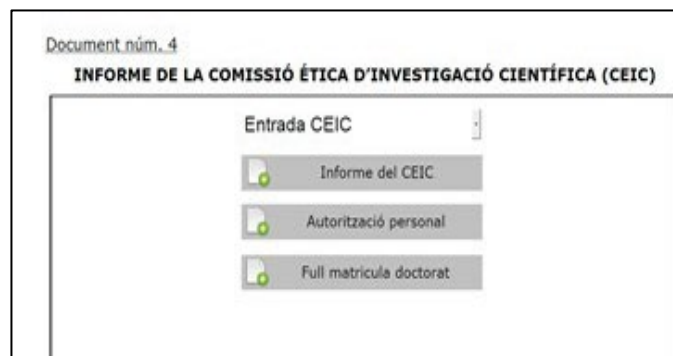 Document núm. 4
INFORME DE LA COMISSIÓ ÉTICA D'INVESTIGACIÓ CIENTÍFICA (CEIC)
Entrada CEIC
Informe del CEIC
Autorització personal
Full matricula doctorat